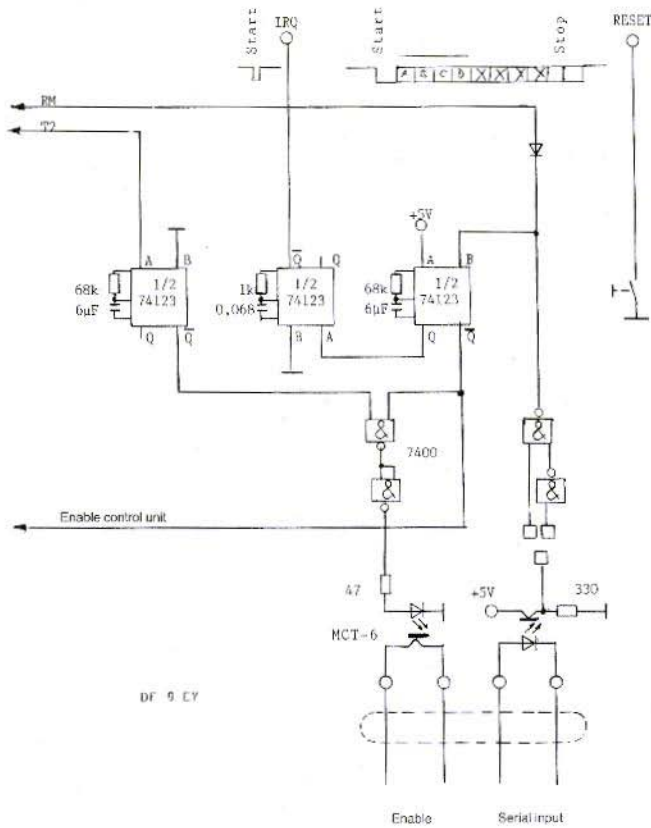 Start
IRQ
Start
Stop
RESET
A B C D X X X X
RM
T2
+5V
A B
Q̅ Q
A B
68k
1/2
74123
6µF
1k
1/2
74123
0,068
68k
1/2
74123
6µF
Q Q̅
B A
Q Q̅
&
7400
&
&
&
Enable control unit
47
+5V
330
MCT-6
DF 9 EY
Enable
Serial input